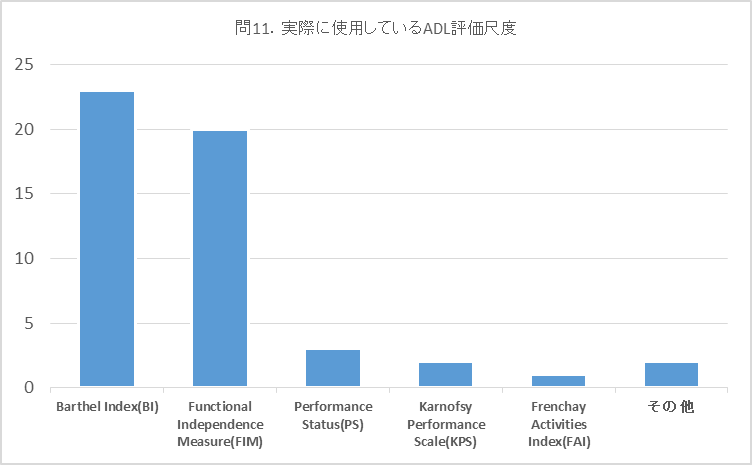 問11. 実際に使用しているADL評価尺度
25
20
15
10
5
0
Barthel Index(BI)
Functional
Independence
Measure(FIM)
Performance
Status(PS)
Karnofsy
Performance
Scale(KPS)
Frenchay
Activities
Index(FAI)
その他